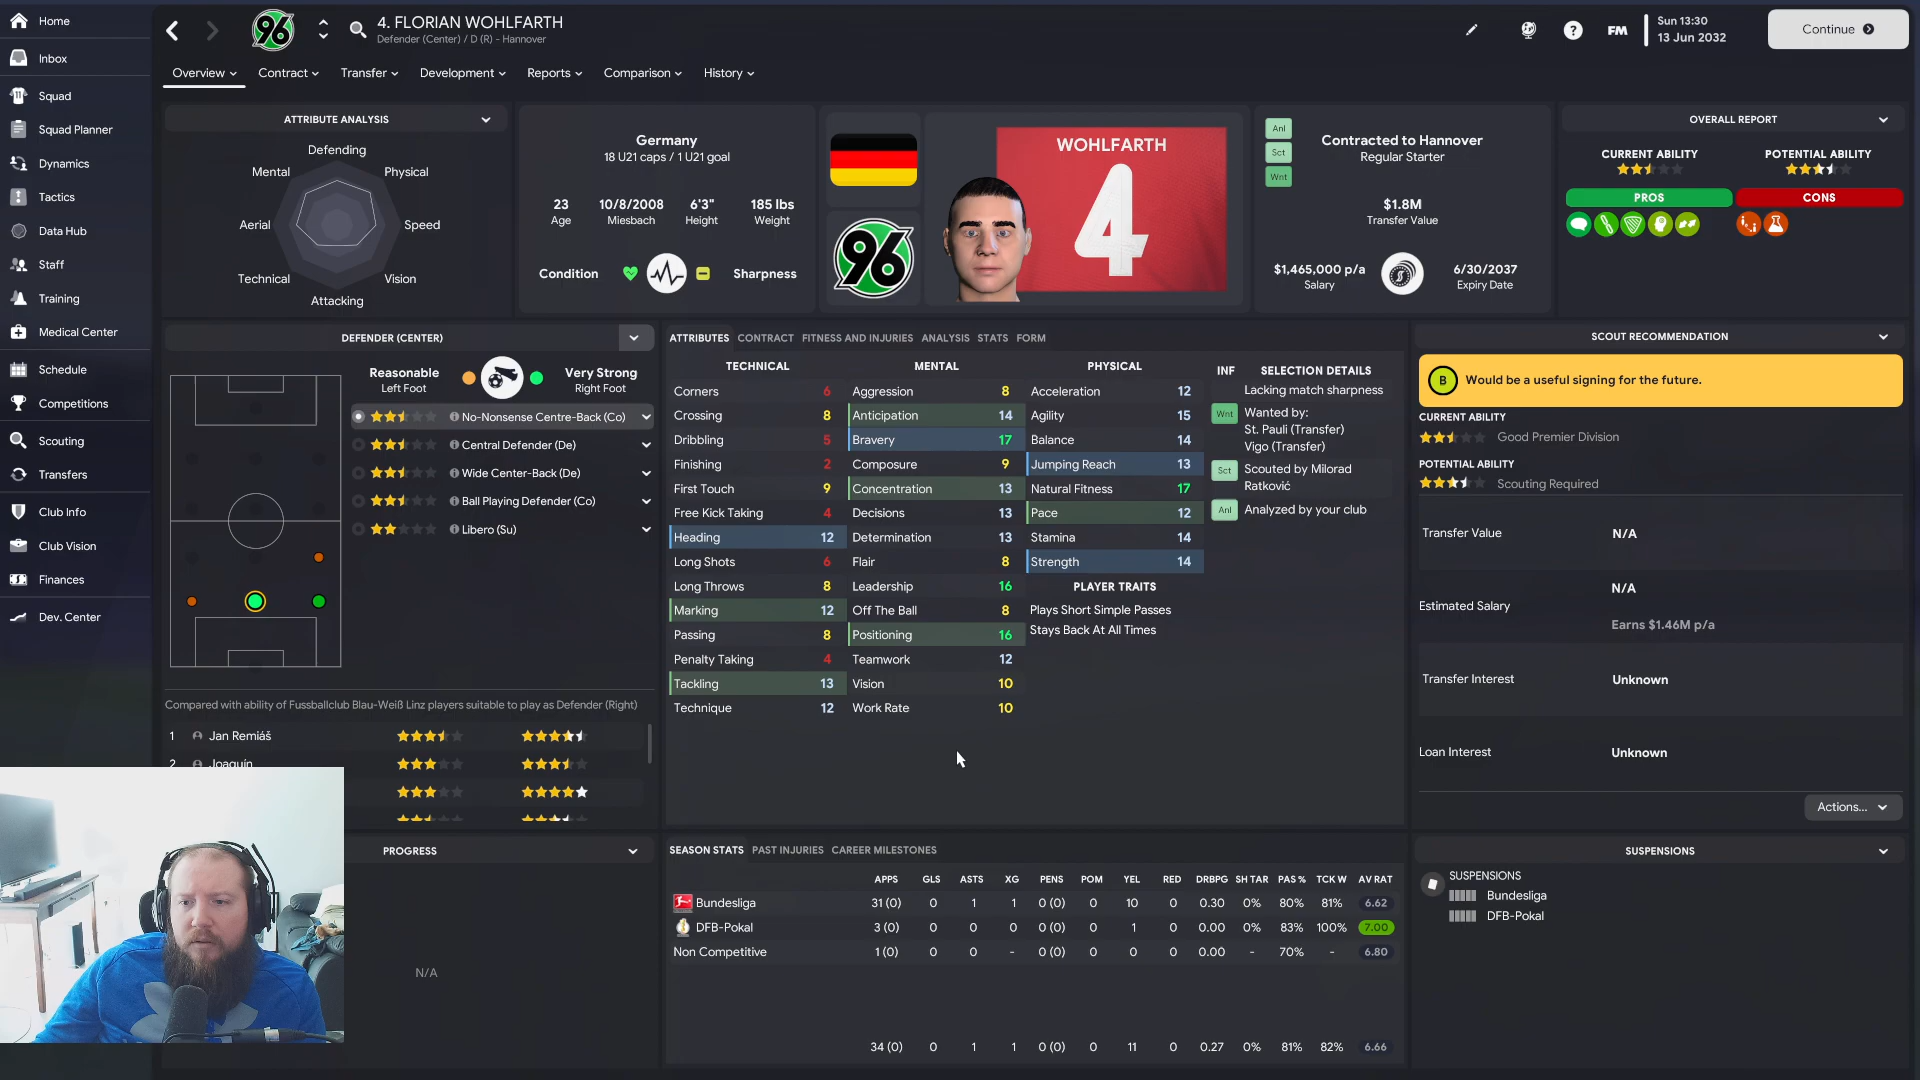 Home
Inbox
Squad
Squad Planner
Dynamics
Tactics
Data Hub
Staff
Training
Medical Center
Schedule
Competitions
Scouting
Transfers
Club Info
Club Vision
Finances
Dev. Center
4. FLORIAN WOHLFARTH
Defender (Center) / D (R) - Hannover
FM
Sun 13:30
13 Jun 2032
Continue
Overview
Contract
Transfer
Development
Reports
Comparison
History
ATTRIBUTE ANALYSIS
Defending
Mental
Physical
Aerial
Speed
Technical
Vision
Attacking
Germany
18 U21 caps / 1 U21 goal
23 10/8/2008 6'3" 185 lbs
Age Miesbach Height Weight
Condition Sharpness
96
WOHLFARTH
4
Anl
Sct
Wnt
Contracted to Hannover
Regular Starter
$1.8M
Transfer Value
$1,465,000 p/a 6/30/2037
Salary Expiry Date
OVERALL REPORT
CURRENT ABILITY POTENTIAL ABILITY
PROS CONS
DEFENDER (CENTER)
Reasonable Very Strong
Left Foot Right Foot
No-Nonsense Centre-Back (Co)
Central Defender (De)
Wide Center-Back (De)
Ball Playing Defender (Co)
Libero (Su)
Compared with ability of Fussballclub Blau-Weiß Linz players suitable to play as Defender (Right)
1 Jan Remiáš
2 Joaquín
PROGRESS
N/A
ATTRIBUTES CONTRACT FITNESS AND INJURIES ANALYSIS STATS FORM
TECHNICAL MENTAL PHYSICAL
Corners 6 Aggression 8 Acceleration 12
Crossing 8 Anticipation 14 Agility 15
Dribbling 5 Bravery 17 Balance 14
Finishing 2 Composure 9 Jumping Reach 13
First Touch 9 Concentration 13 Natural Fitness 17
Free Kick Taking 4 Decisions 13 Pace 12
Heading 12 Determination 13 Stamina 14
Long Shots 6 Flair 8 Strength 14
Long Throws 8 Leadership 16 PLAYER TRAITS
Marking 12 Off The Ball 8 Plays Short Simple Passes
Passing 8 Positioning 16 Stays Back At All Times
Penalty Taking 4 Teamwork 12
Tackling 13 Vision 10
Technique 12 Work Rate 10
INF SELECTION DETAILS
Lacking match sharpness
Wnt Wanted by:
St. Pauli (Transfer)
Vigo (Transfer)
Sct Scouted by Milorad
Ratković
Anl Analyzed by your club
SCOUT RECOMMENDATION
B Would be a useful signing for the future.
CURRENT ABILITY
Good Premier Division
POTENTIAL ABILITY
Scouting Required
Transfer Value N/A
Estimated Salary N/A
Earns $1.46M p/a
Transfer Interest Unknown
Loan Interest Unknown
Actions...
SEASON STATS PAST INJURIES CAREER MILESTONES
APPS GLS ASTS XG PENS POM YEL RED DRBPG SH TAR PAS % TCK W AV RAT
Bundesliga 31 (0) 0 1 1 0 (0) 0 10 0 0.30 0% 80% 81% 6.62
DFB-Pokal 3 (0) 0 0 0 0 (0) 0 1 0 0.00 0% 83% 100% 7.00
Non Competitive 1 (0) 0 0 - 0 (0) 0 0 0 0.00 - 70% - 6.80
34 (0) 0 1 1 0 (0) 0 11 0 0.27 0% 81% 82% 6.66
SUSPENSIONS
SUSPENSIONS
Bundesliga
DFB-Pokal